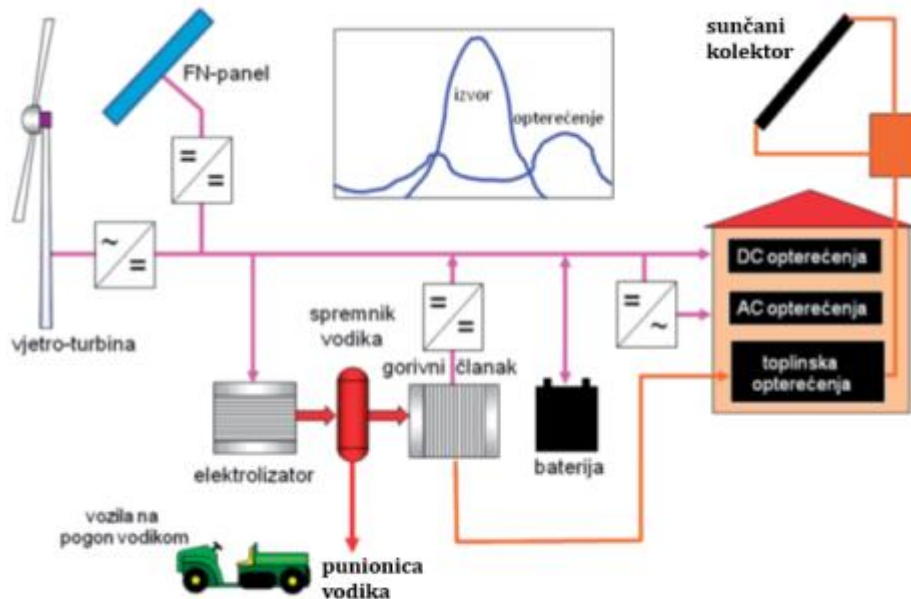 sunčani
kolektor
FN-panel
izvor
opterećenje
=
=
~
=
DC opterećenja
=
=
=
~
AC opterećenja
spremnik
vodika
vjetro-turbina
gorivni članak
toplinska
opterećenja
elektrolizator
baterija
vozila na
pogon vodikom
punionica
vodika